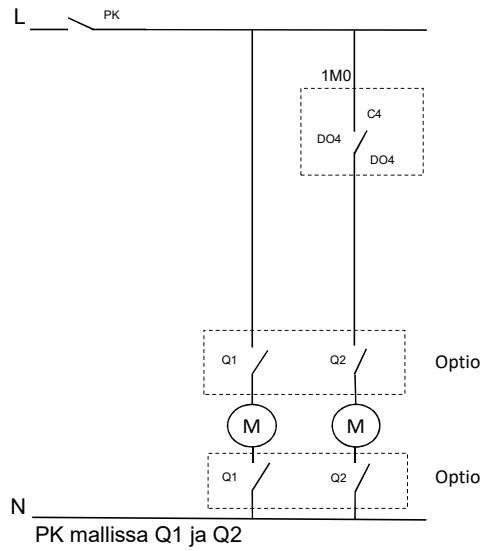 L PK
1M0
C4
DO4
DO4
Q1 Q2 Optio
M M
Q1 Q2 Optio
N
PK mallissa Q1 ja Q2